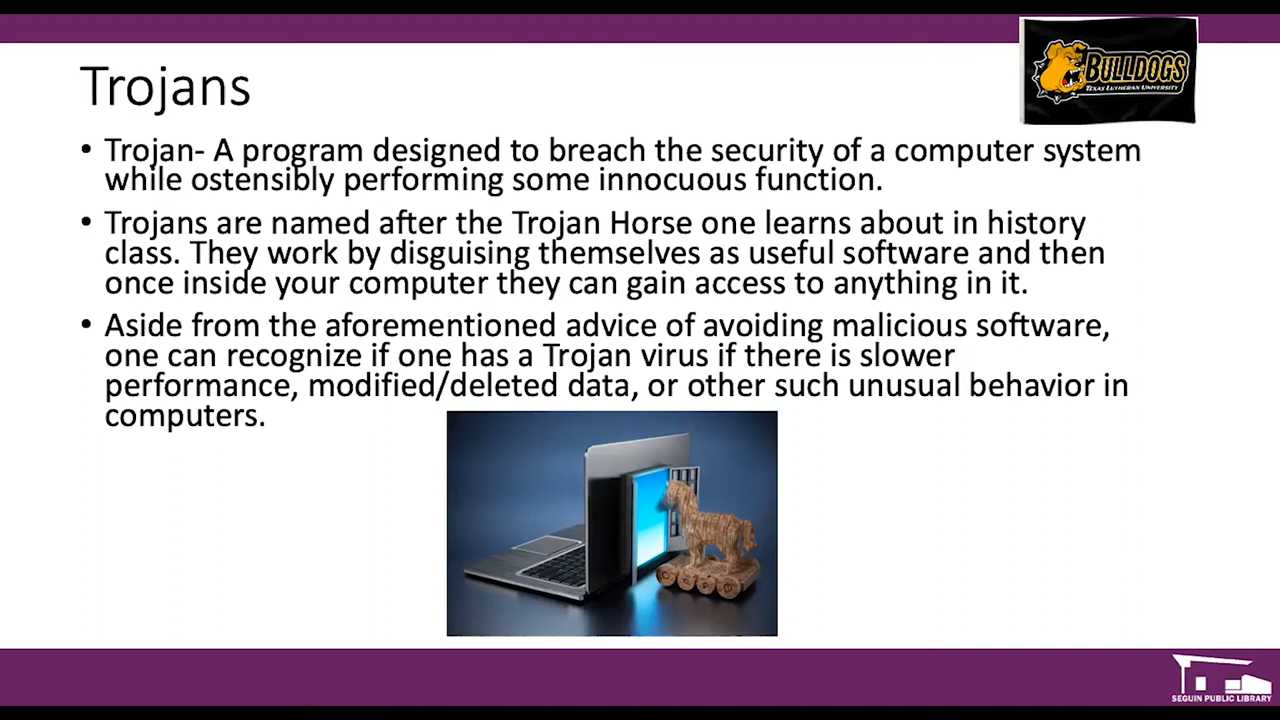 Trojans
BULLDOGS
TEXAS LUTHERAN UNIVERSITY
• Trojan- A program designed to breach the security of a computer system
while ostensibly performing some innocuous function.
• Trojans are named after the Trojan Horse one learns about in history
class. They work by disguising themselves as useful software and then
once inside your computer they can gain access to anything in it.
• Aside from the aforementioned advice of avoiding malicious software,
one can recognize if one has a Trojan virus if there is slower
performance, modified/deleted data, or other such unusual behavior in
computers.
SEGUIN PUBLIC LIBRARY